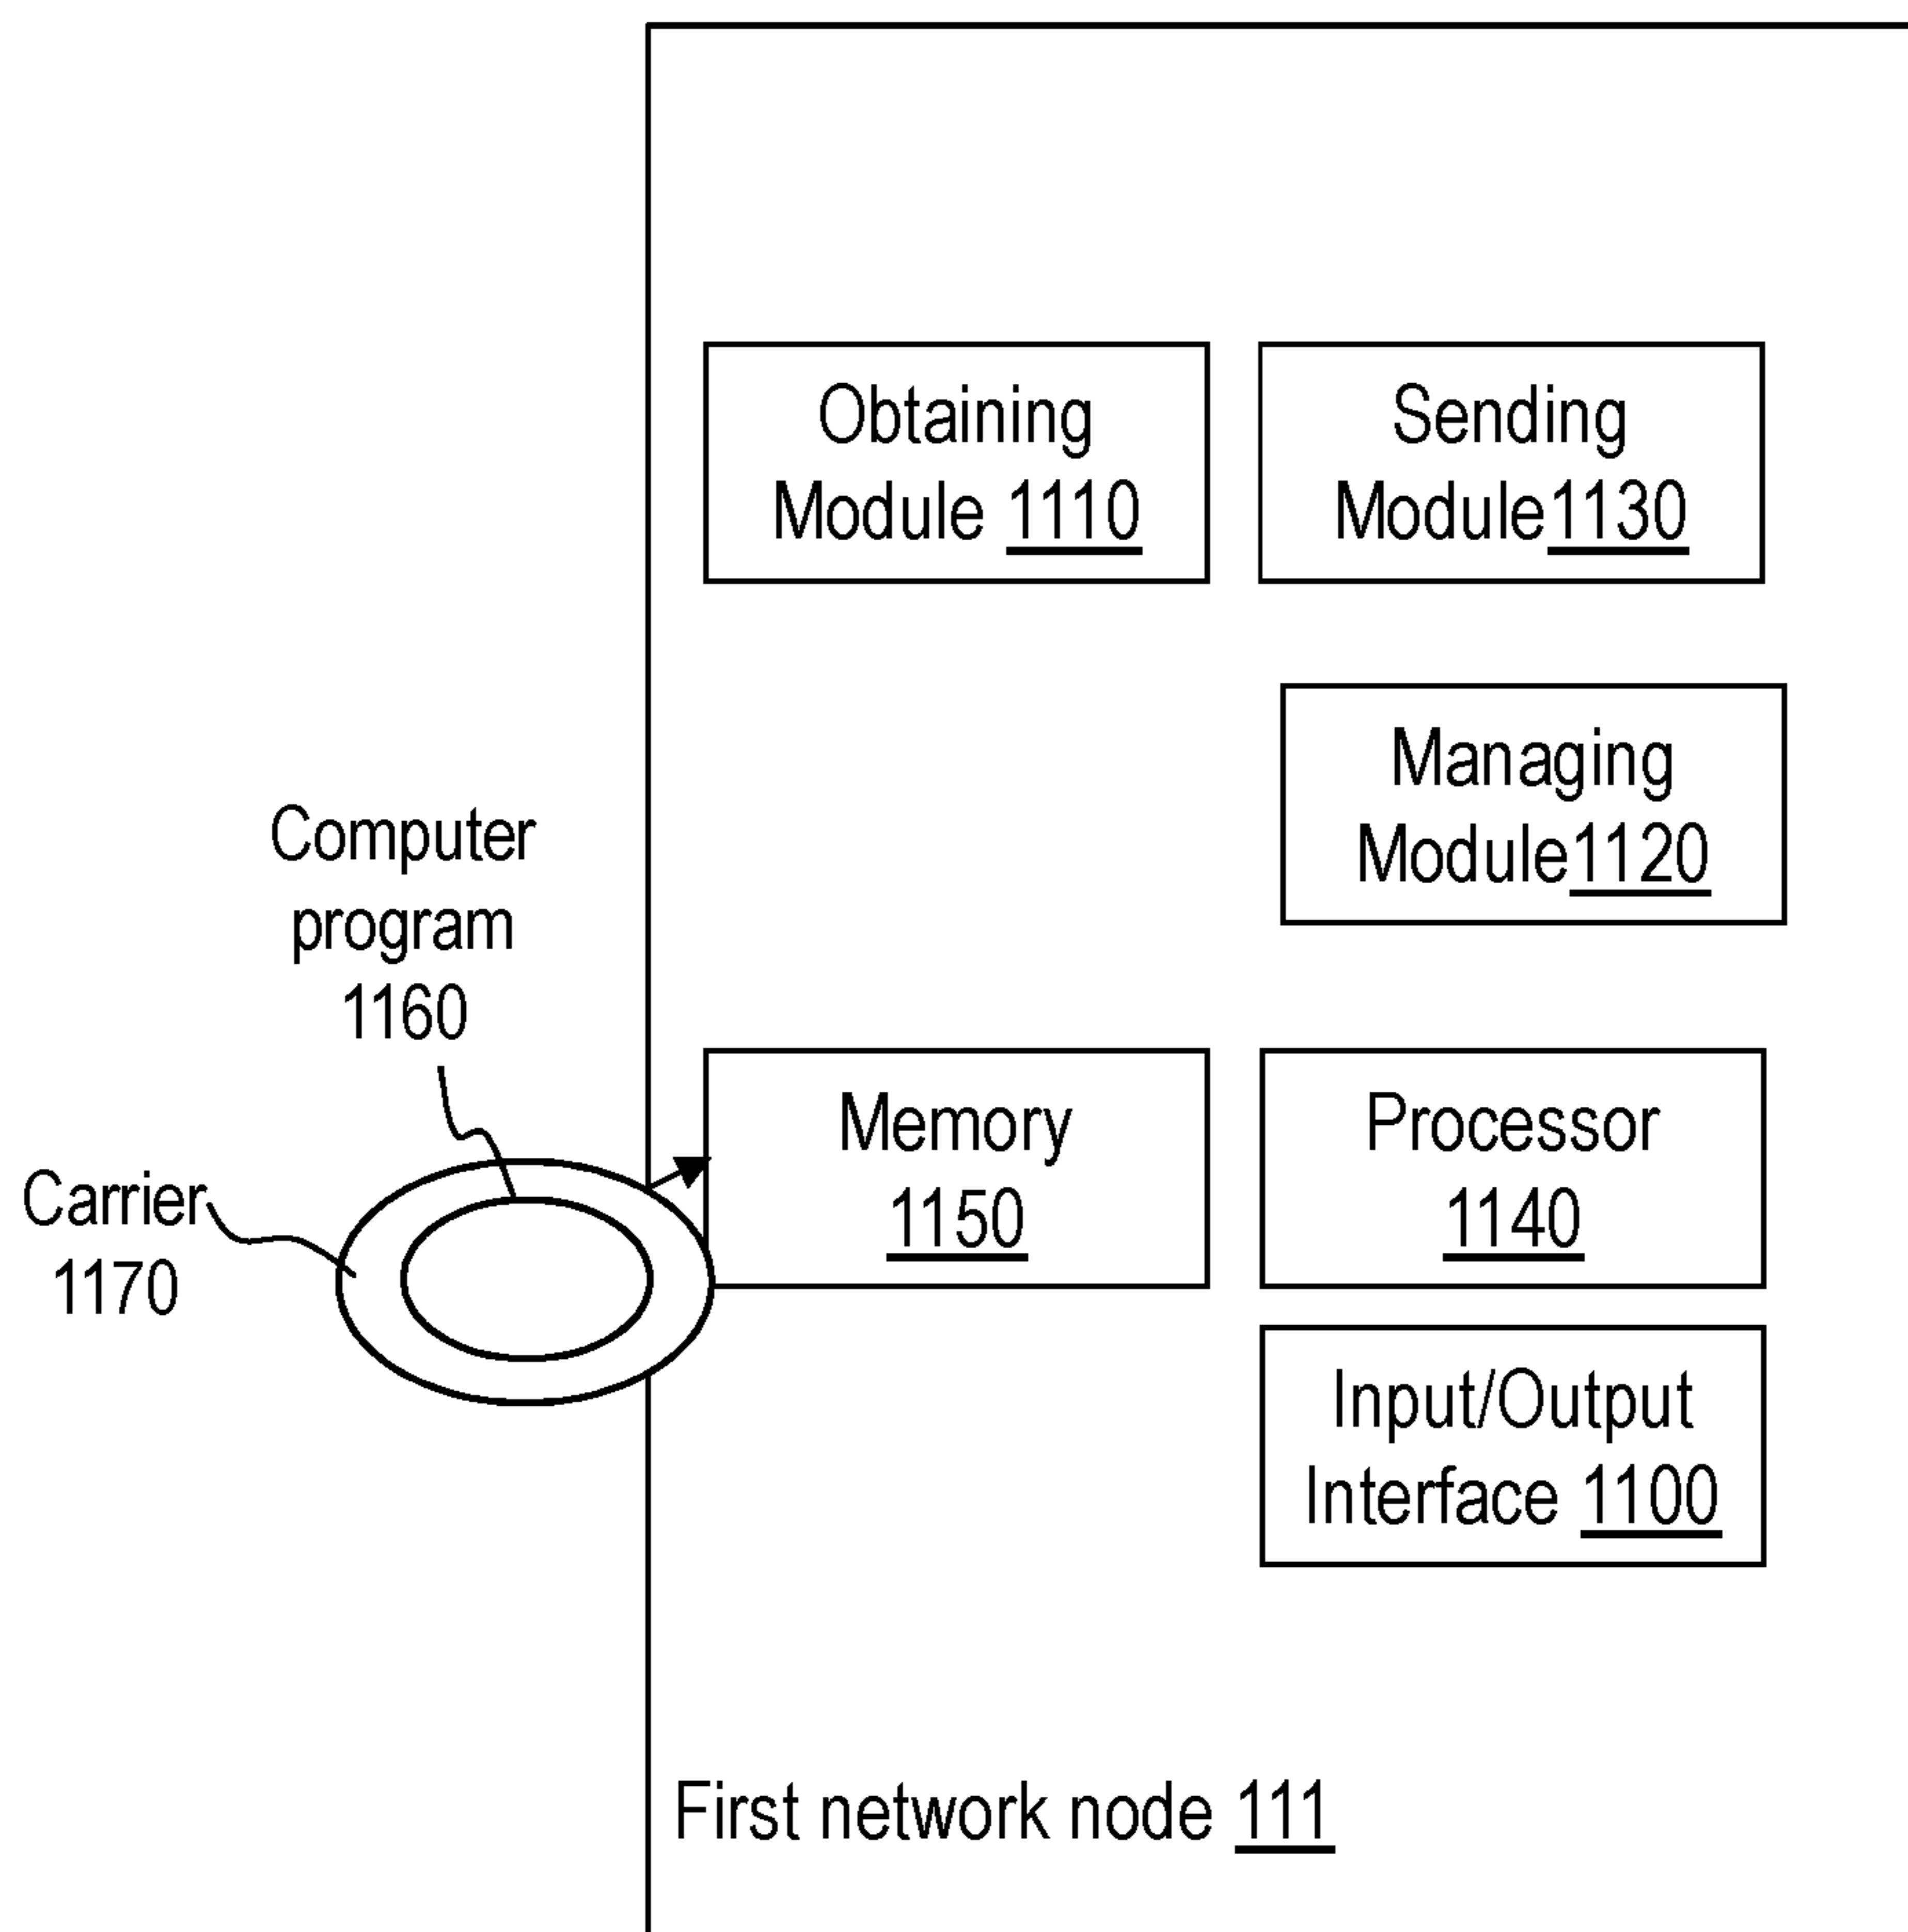 Obtaining
Module 1110
Sending
Module1130
Managing
Module1120
Computer
program
1160
Memory
1150
Processor
1140
Carrier
1170
Input/Output
Interface 1100
First network node 111